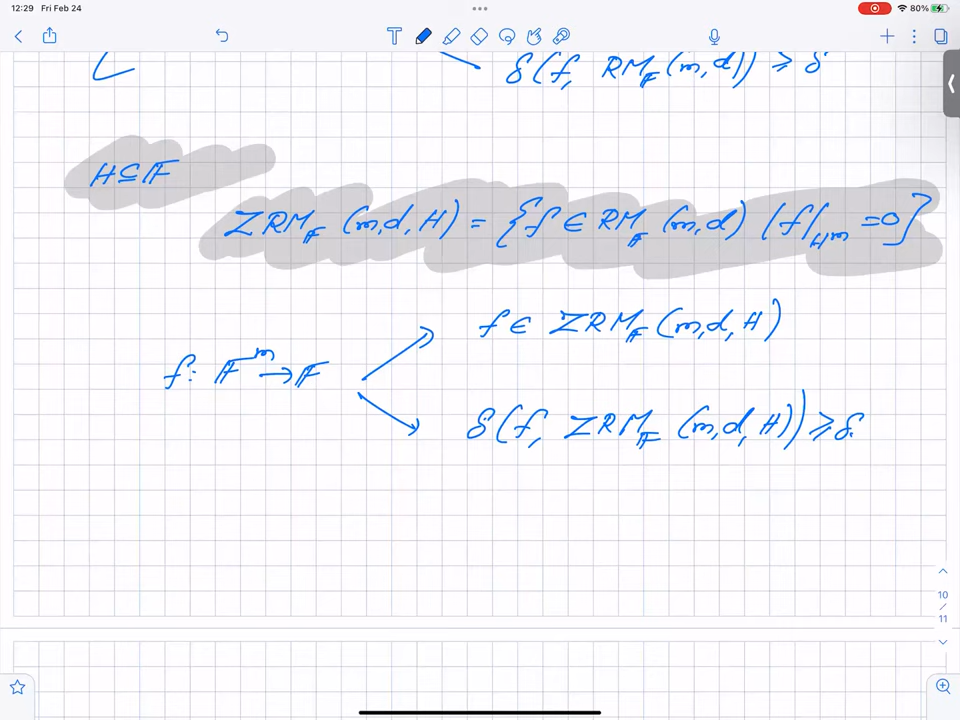 12:29 Fri Feb 24
80%
δ(f, RM_𝔽(m,d)) ≥ δ
H ⊆ 𝔽
ZRM_𝔽(m,d,H) = {f ∈ RM_𝔽(m,d) | f|_{H^m} = 0}
f ∈ ZRM_𝔽(m,d,H)
f: 𝔽^m → 𝔽
δ(f, ZRM_𝔽(m,d,H)) ≥ δ.
10
/
11